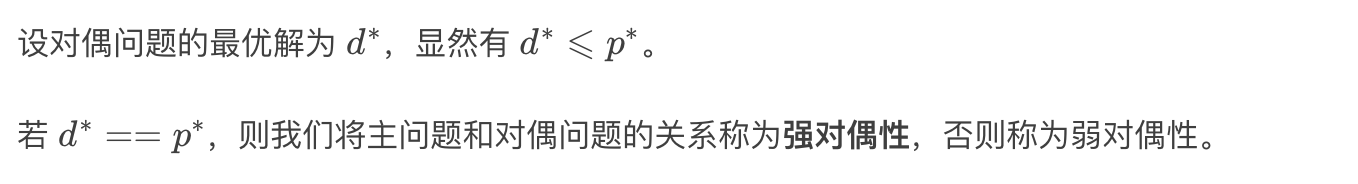 设对偶问题的最优解为 d*，显然有 d* ⩽ p*。
若 d* == p*，则我们将主问题和对偶问题的关系称为强对偶性，否则称为弱对偶性。